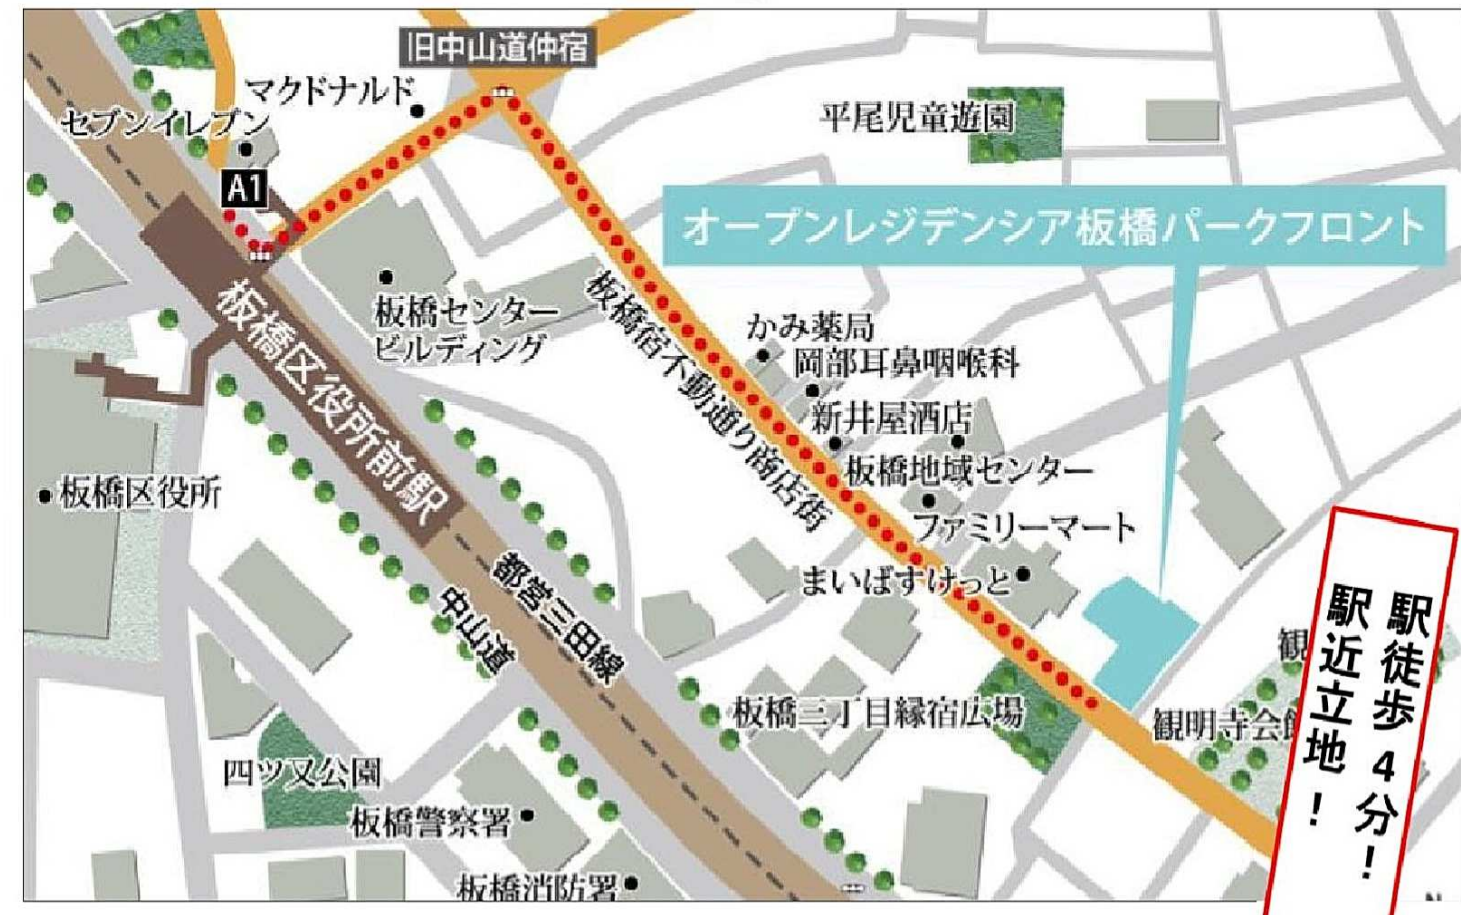 旧中山道仲宿
マクドナルド
セブンイレブン
A1
平尾児童遊園
オープンレジデンシア板橋パークフロント
板橋センター
ビルディング
板橋宿不動通り商店街
かみ薬局
岡部耳鼻咽喉科
新井屋酒店
板橋地域センター
ファミリーマート
まいばすけっと
板橋区役所前駅
板橋区役所
都営三田線
中山道
板橋三丁目縁宿広場
観
観明寺会館
四ツ又公園
板橋警察署
板橋消防署
駅徒歩4分!
駅近立地!
N